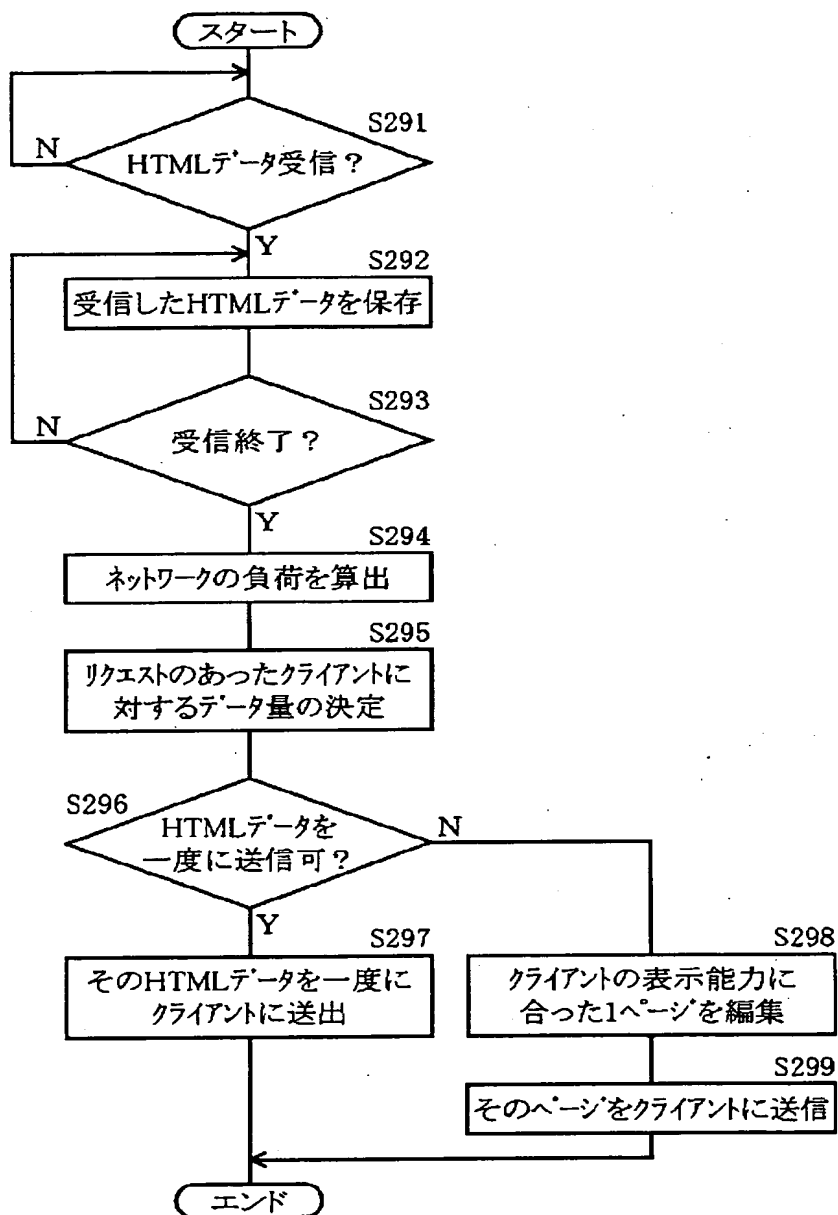 スタート
S291
N
HTMLデータ受信？
Y
S292
受信したHTMLデータを保存
S293
N
受信終了？
Y
S294
ネットワークの負荷を算出
S295
リクエストのあったクライアントに
対するデータ量の決定
S296
HTMLデータを
一度に送信可？
N
Y
S297
そのHTMLデータを一度に
クライアントに送出
S298
クライアントの表示能力に
合った1ページを編集
S299
そのページをクライアントに送信
エンド